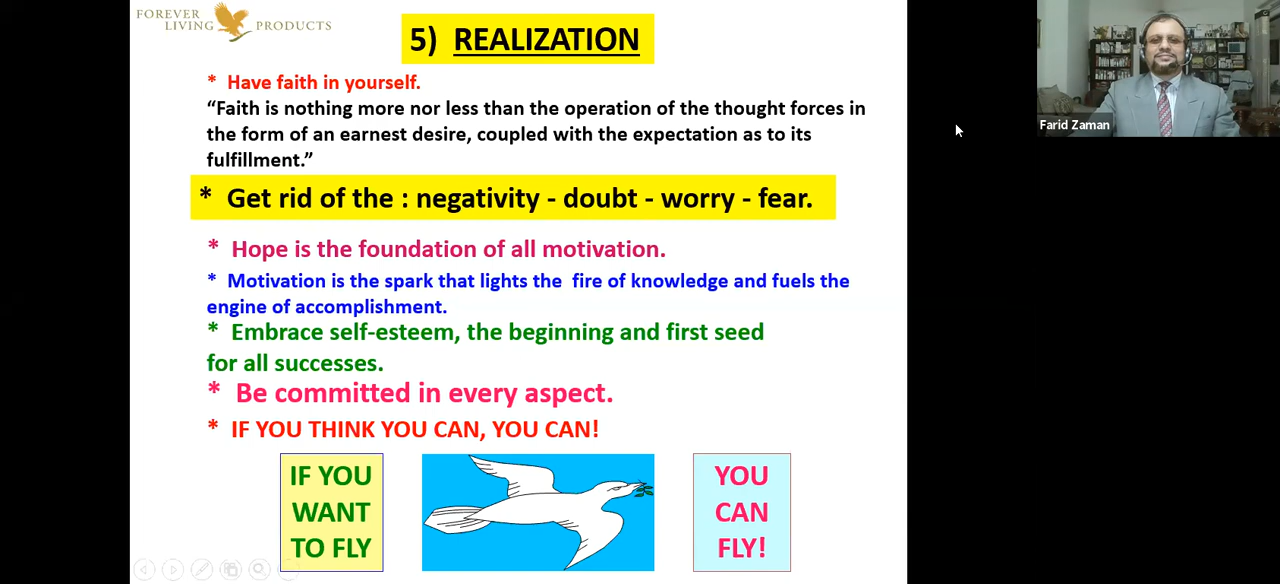 FOREVER
LIVING PRODUCTS
5) REALIZATION
* Have faith in yourself.
“Faith is nothing more nor less than the operation of the thought forces in
the form of an earnest desire, coupled with the expectation as to its
fulfillment.”
* Get rid of the : negativity - doubt - worry - fear.
* Hope is the foundation of all motivation.
* Motivation is the spark that lights the fire of knowledge and fuels the
engine of accomplishment.
* Embrace self-esteem, the beginning and first seed
for all successes.
* Be committed in every aspect.
* IF YOU THINK YOU CAN, YOU CAN!
IF YOU
WANT
TO FLY
YOU
CAN
FLY!
Farid Zaman